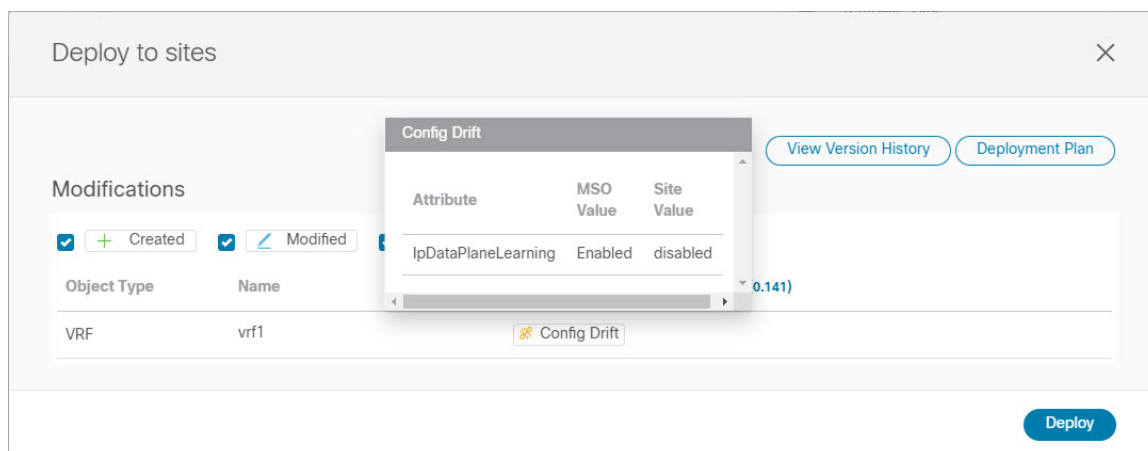 Deploy to sites
Config Drift
View Version History
Deployment Plan
Attribute
MSO Value
Site Value
IpDataPlaneLearning Enabled disabled
Modifications
Created
Modified
Object Type Name 0.141)
VRF vrf1 Config Drift
Deploy